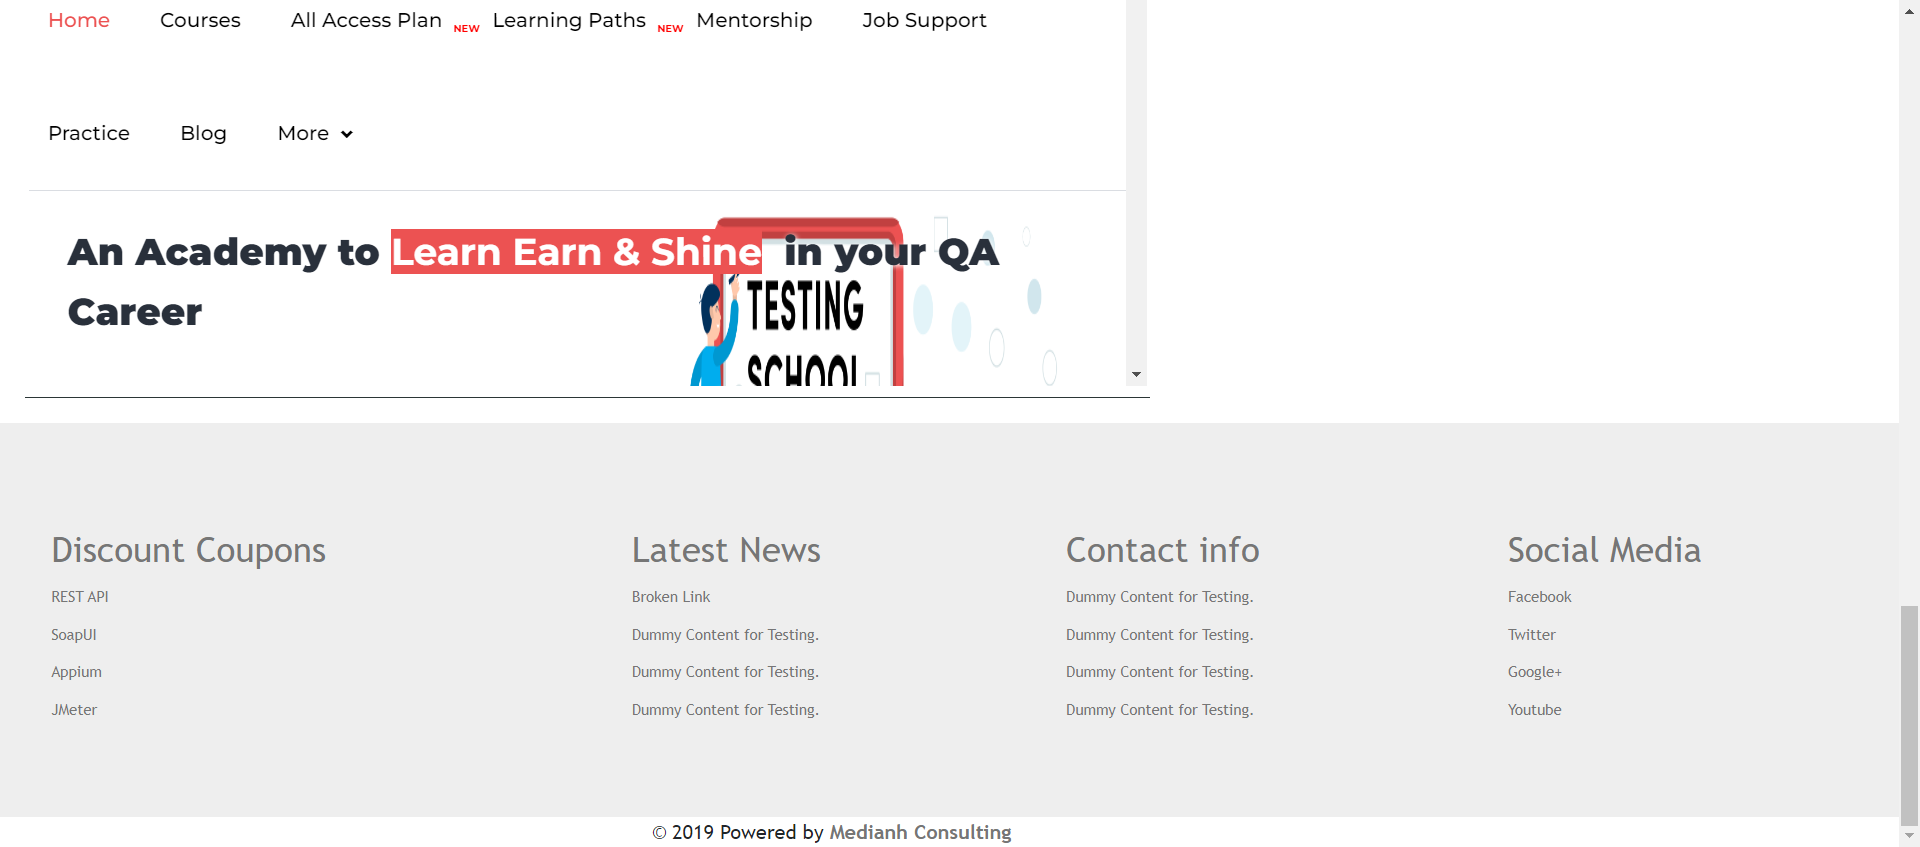 Home Courses All Access Plan NEW Learning Paths NEW Mentorship Job Support
Practice Blog More
An Academy to Learn Earn & Shine in your QA
Career
TESTING
SCHOOL
Discount Coupons Latest News Contact info Social Media
REST API Broken Link Dummy Content for Testing. Facebook
SoapUI Dummy Content for Testing. Dummy Content for Testing. Twitter
Appium Dummy Content for Testing. Dummy Content for Testing. Google+
JMeter Dummy Content for Testing. Dummy Content for Testing. Youtube
© 2019 Powered by Medianh Consulting